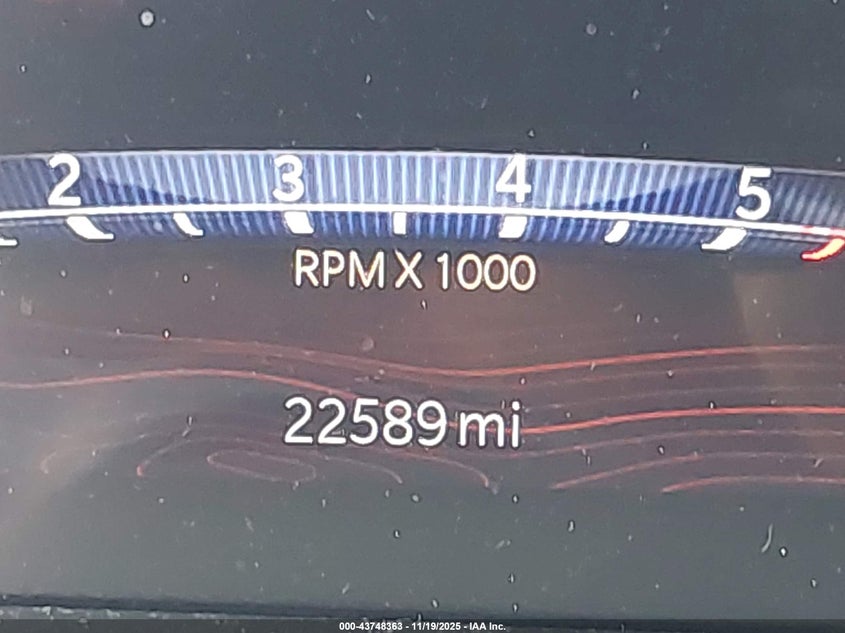 2 3 4 5
RPM X 1000
22589 mi
000-43748363 - 11/19/2025 - IAA Inc.